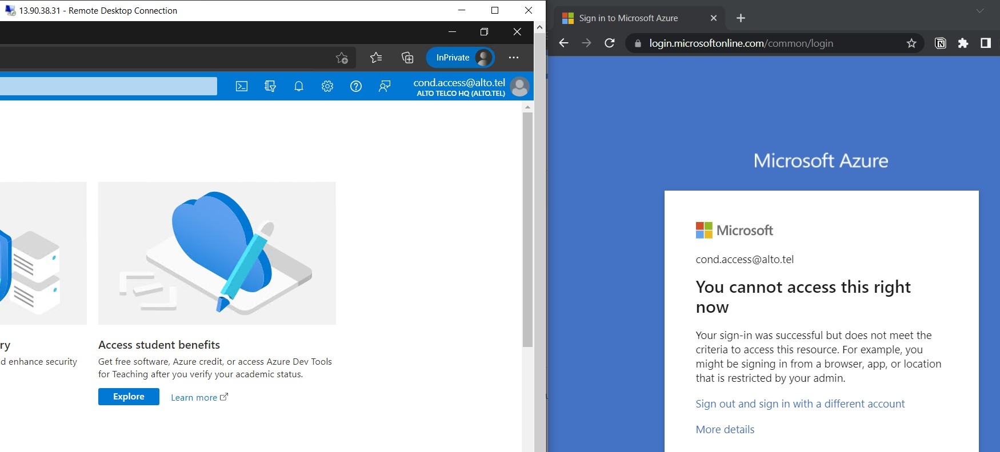 13.90.38.31 - Remote Desktop Connection
InPrivate
cond.access@alto.tel
ALTO TELCO HQ (ALTO.TEL)
ry
d enhance security
Access student benefits
Get free software, Azure credit, or access Azure Dev Tools
for Teaching after you verify your academic status.
Explore
Learn more
Sign in to Microsoft Azure
login.microsoftonline.com/common/login
Microsoft Azure
Microsoft
cond.access@alto.tel
You cannot access this right
now
Your sign-in was successful but does not meet the
criteria to access this resource. For example, you
might be signing in from a browser, app, or location
that is restricted by your admin.
Sign out and sign in with a different account
More details